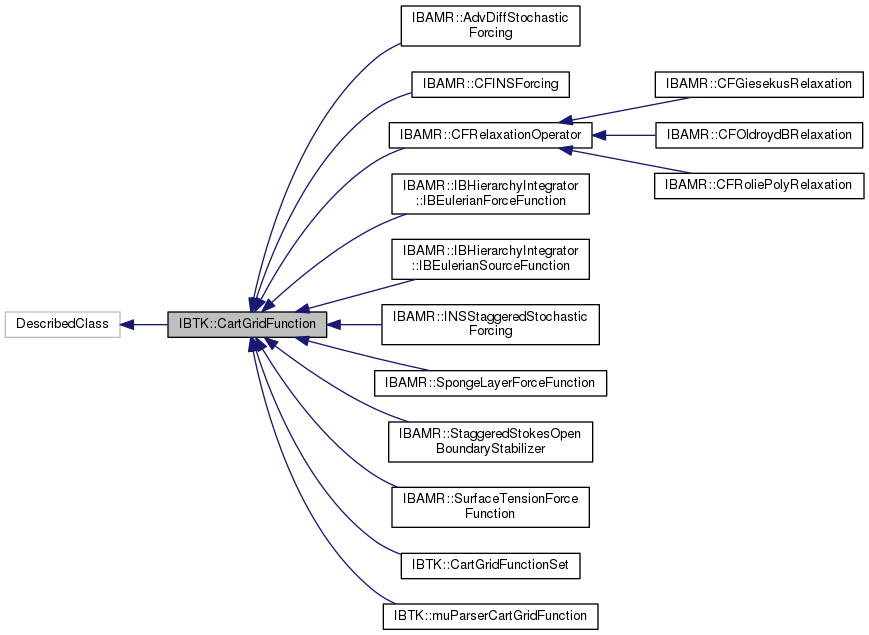 DescribedClass
IBTK::CartGridFunction
IBAMR::AdvDiffStochastic
Forcing
IBAMR::CFINSForcing
IBAMR::CFRelaxationOperator
IBAMR::CFGiesekusRelaxation
IBAMR::CFOldroydBRelaxation
IBAMR::CFRoliePolyRelaxation
IBAMR::IBHierarchyIntegrator
::IBEulerianForceFunction
IBAMR::IBHierarchyIntegrator
::IBEulerianSourceFunction
IBAMR::INSStaggeredStochastic
Forcing
IBAMR::SpongeLayerForceFunction
IBAMR::StaggeredStokesOpen
BoundaryStabilizer
IBAMR::SurfaceTensionForce
Function
IBTK::CartGridFunctionSet
IBTK::muParserCartGridFunction